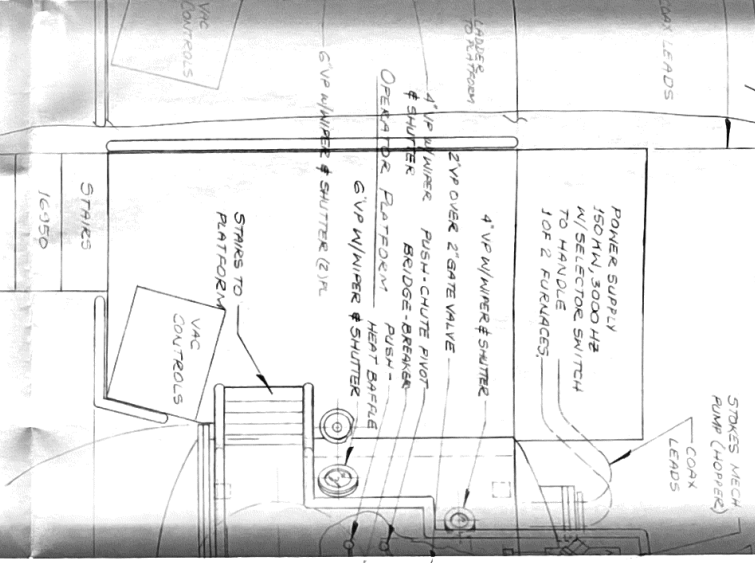 VAC
CONTROLS
LADDER
TO PLATFORM
COAX LEADS
6" VP W/WIPER & SHUTTER (2) PL
OPERATOR PLATFORM
4" VP W/WIPER
& SHUTTER
2" VP OVER 2" GATE VALVE
4" VP W/WIPER & SHUTTER
PUSH-CHUTE PIVOT
BRIDGE-BREAKER
PUSH-
HEAT BAFFLE
6" VP W/WIPER & SHUTTER
POWER SUPPLY
150 KW, 3000 HZ
W/SELECTOR SWITCH
TO HANDLE
1 OF 2 FURNACES
STAIRS
16950
STAIRS TO
PLATFORM
VAC
CONTROLS
STOKES MECH
PUMP (HOPPER)
COAX
LEADS